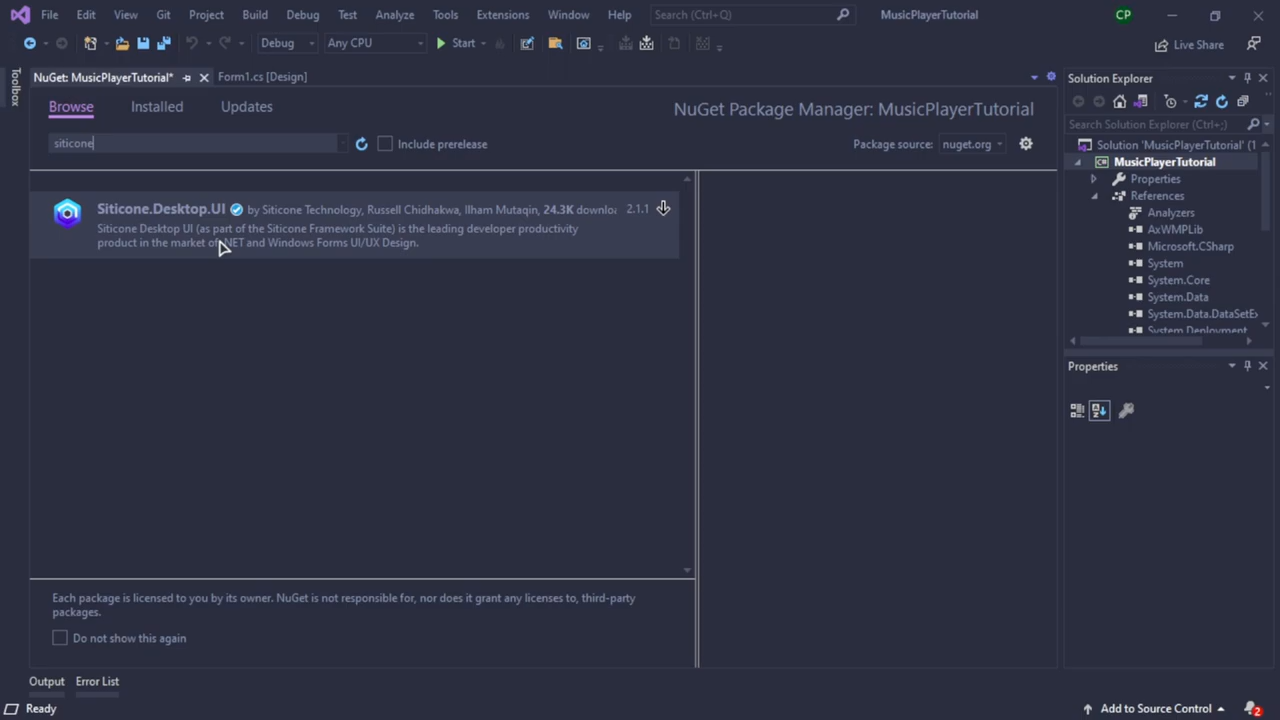 File Edit View Git Project Build Debug Test Analyze Tools Extensions Window Help Search (Ctrl+Q) MusicPlayerTutorial CP
Debug Any CPU Start Live Share
Toolbox
NuGet: MusicPlayerTutorial* Form1.cs [Design]
Browse Installed Updates
NuGet Package Manager: MusicPlayerTutorial
siticone Include prerelease Package source: nuget.org
Siticone.Desktop.UI by Siticone Technology, Russell Chidhakwa, Ilham Mutaqin, 24.3K downloa 2.1.1
Siticone Desktop UI (as part of the Siticone Framework Suite) is the leading developer productivity
product in the market of .NET and Windows Forms UI/UX Design.
Each package is licensed to you by its owner. NuGet is not responsible for, nor does it grant any licenses to, third-party
packages.
Do not show this again
Solution Explorer
Search Solution Explorer (Ctrl+;)
Solution 'MusicPlayerTutorial' (1
MusicPlayerTutorial
Properties
References
Analyzers
AxWMPLib
Microsoft.CSharp
System
System.Core
System.Data
System.Data.DataSetEx
System.Deployment
Properties
Output Error List
Ready Add to Source Control 2